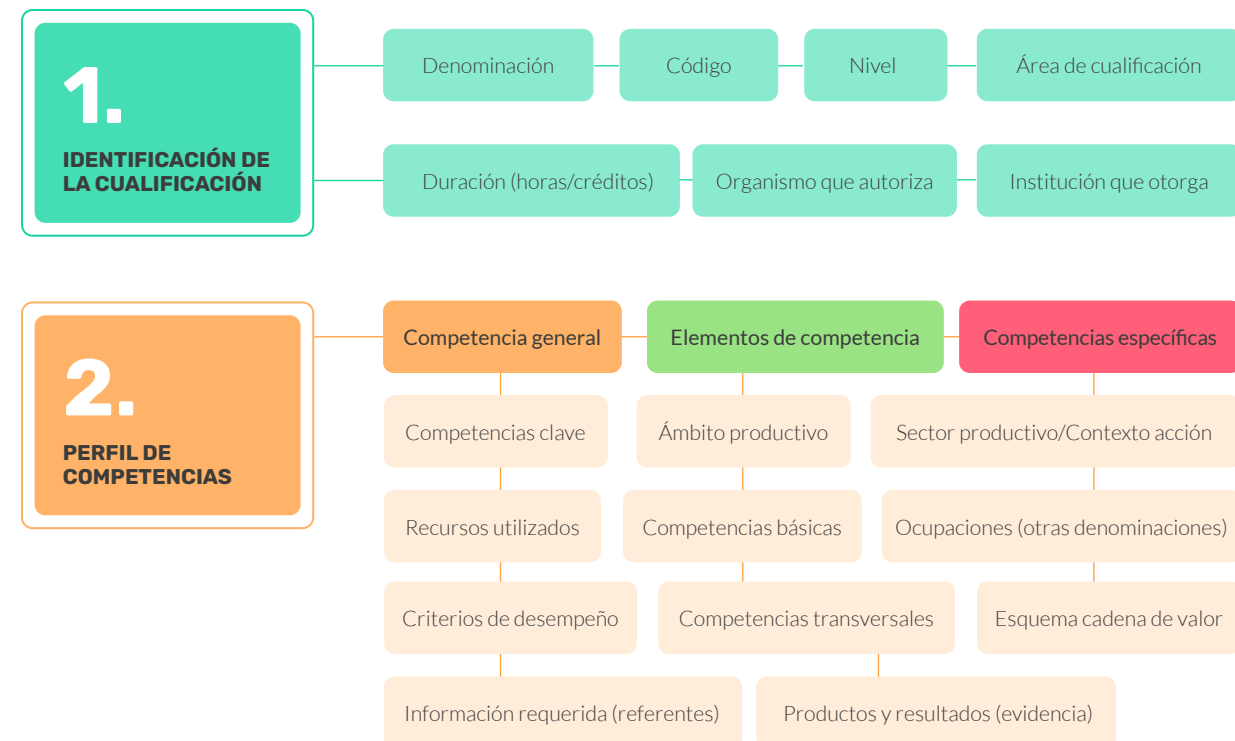 1.
IDENTIFICACIÓN DE
LA CUALIFICACIÓN
Denominación
Código
Nivel
Área de cualificación
Duración (horas/créditos)
Organismo que autoriza
Institución que otorga
2.
PERFIL DE
COMPETENCIAS
Competencia general
Elementos de competencia
Competencias específicas
Competencias clave
Ámbito productivo
Sector productivo/Contexto acción
Recursos utilizados
Competencias básicas
Ocupaciones (otras denominaciones)
Criterios de desempeño
Competencias transversales
Esquema cadena de valor
Información requerida (referentes)
Productos y resultados (evidencia)